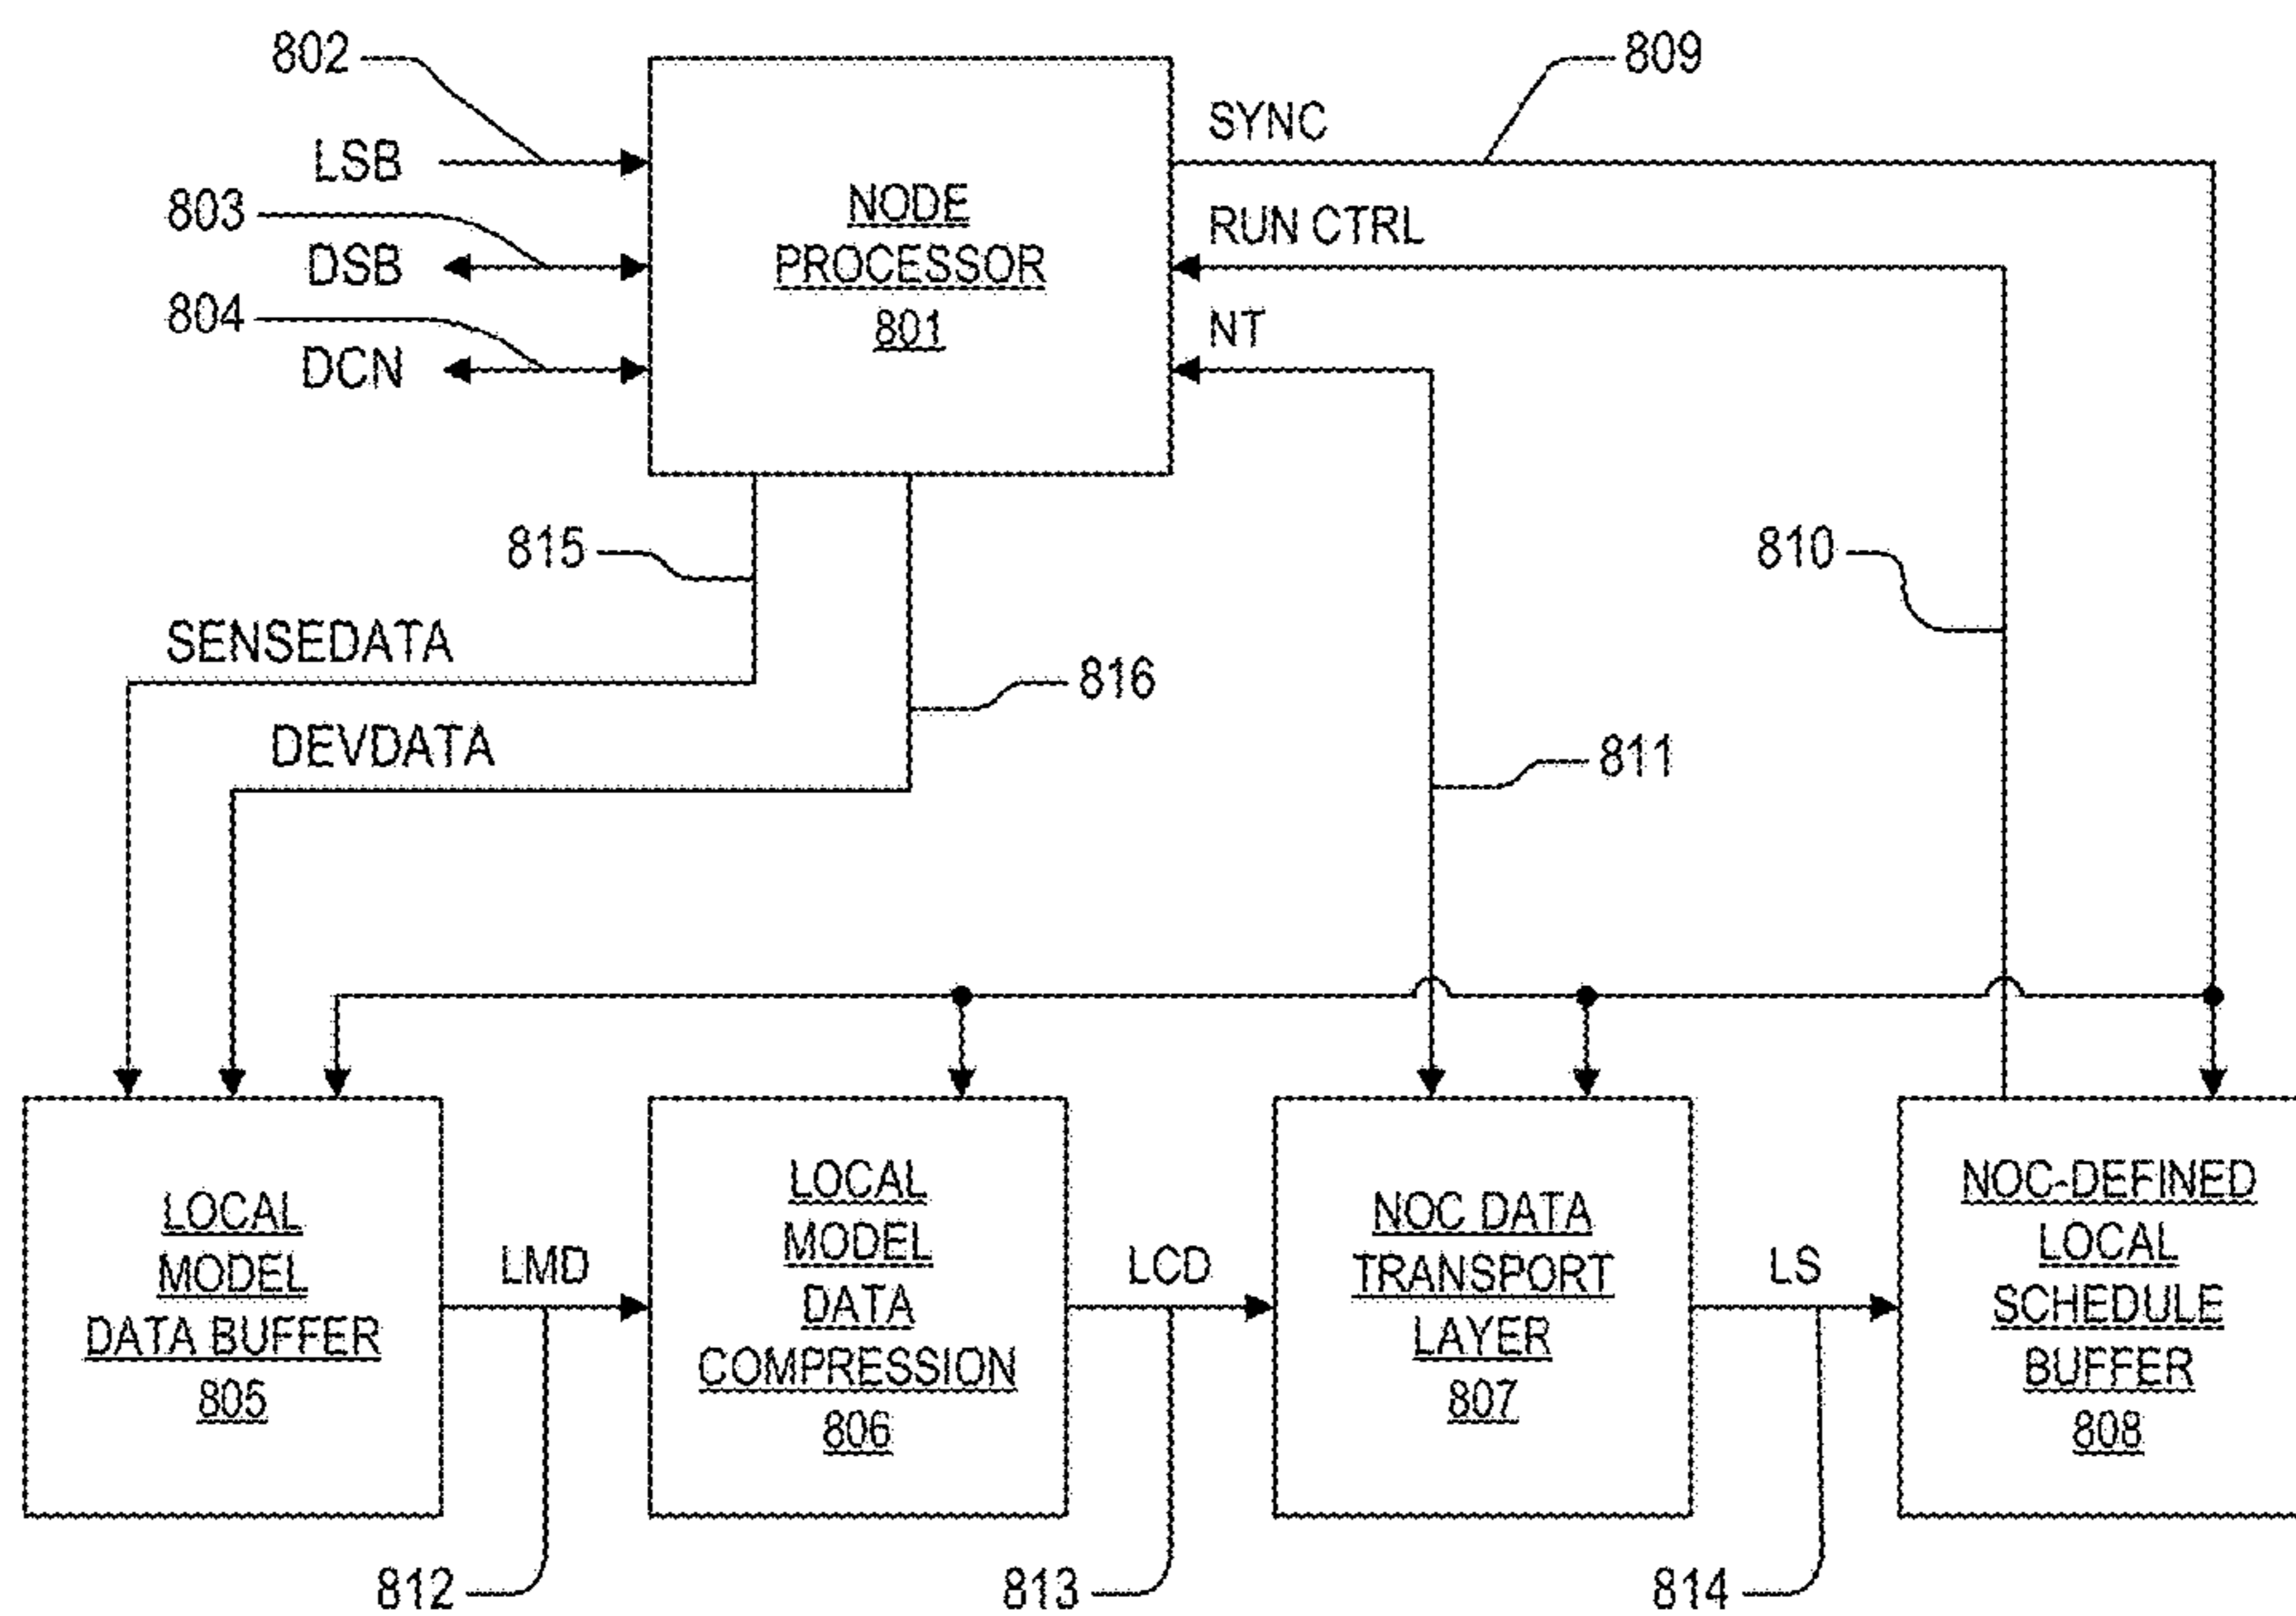 802
809
SYNC
LSB
803
NODE
PROCESSOR
801
RUN CTRL
DSB
804
NT
DCN
815
810
SENSEDATA
816
DEVDATA
811
LOCAL
MODEL
DATA BUFFER
805
LMD
LOCAL
MODEL
DATA
COMPRESSION
806
LCD
NOC DATA
TRANSPORT
LAYER
807
LS
NOC-DEFINED
LOCAL
SCHEDULE
BUFFER
808
812
813
814